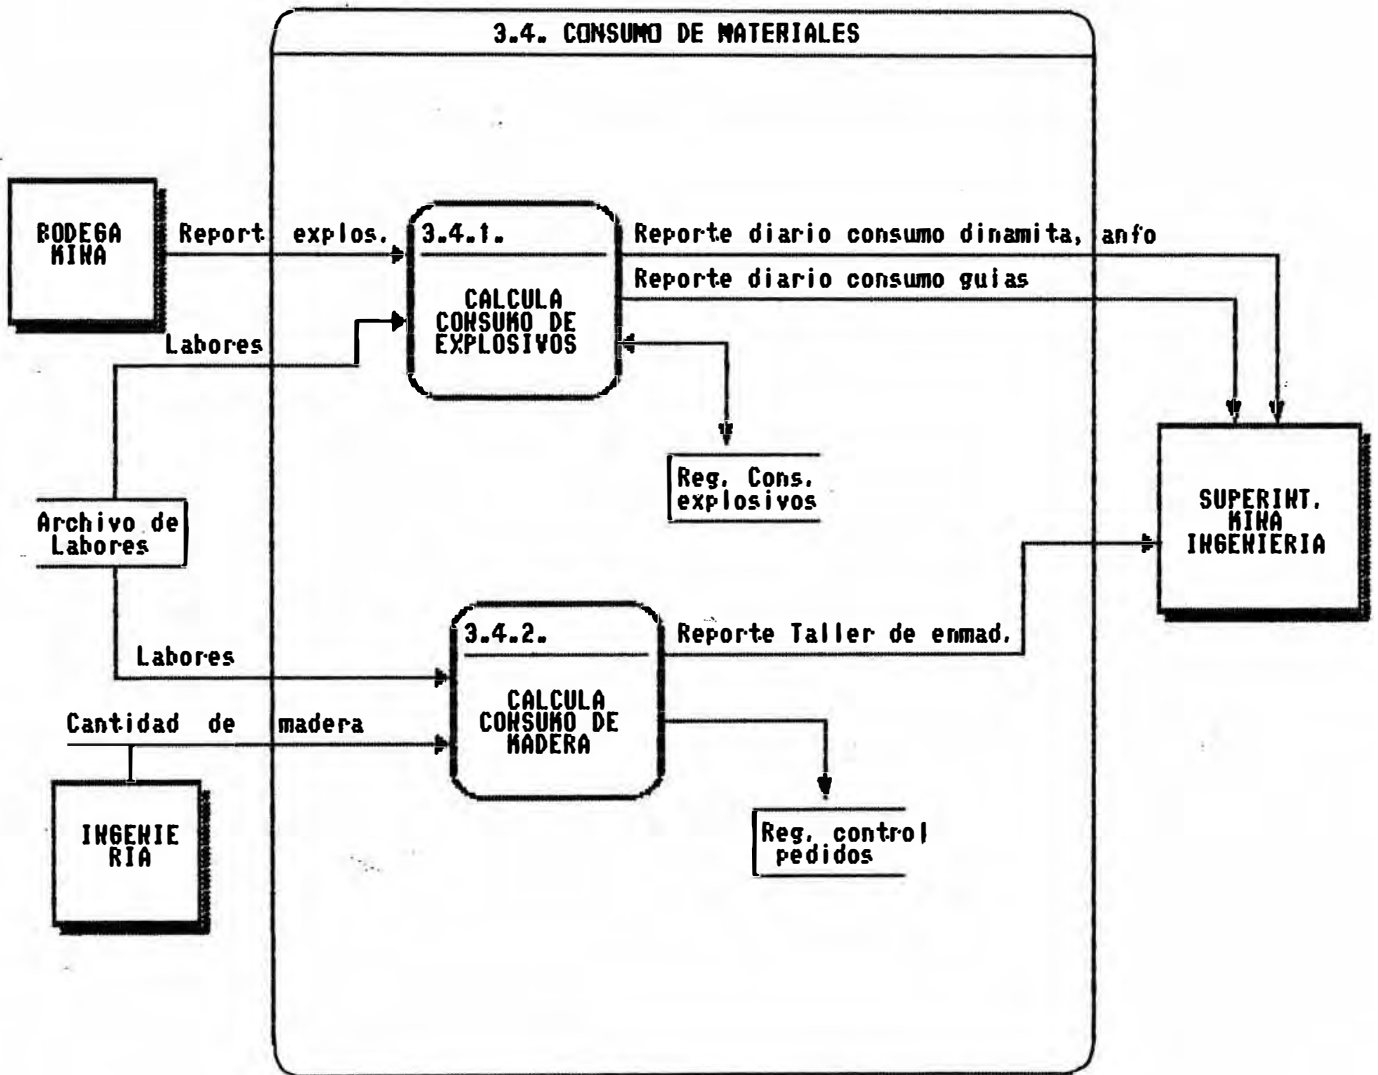 3.4. CONSUMO DE MATERIALES
BODEGA
MINA
Report explos.
3.4.1.
CALCULA
CONSUMO DE
EXPLOSIVOS
Reporte diario consumo dinamita, anfo
Reporte diario consumo guias
Labores
Reg. Cons.
explosivos
Archivo de
Labores
SUPERINT.
MINA
INGENIERIA
3.4.2.
CALCULA
CONSUMO DE
MADERA
Reporte Taller de enmad.
Labores
Cantidad de madera
INGENIE
RIA
Reg. control
pedidos